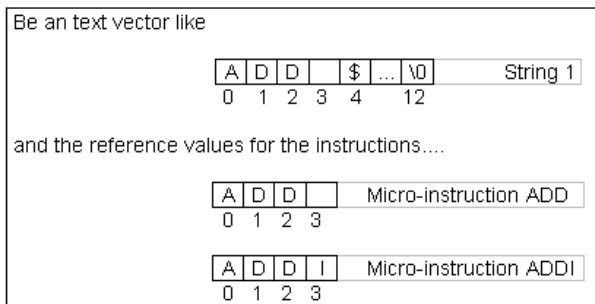 Be an text vector like
A D D $ ... \0 String 1
0 1 2 3 4 12
and the reference values for the instructions....
A D D Micro-instruction ADD
0 1 2 3
A D D I Micro-instruction ADDI
0 1 2 3